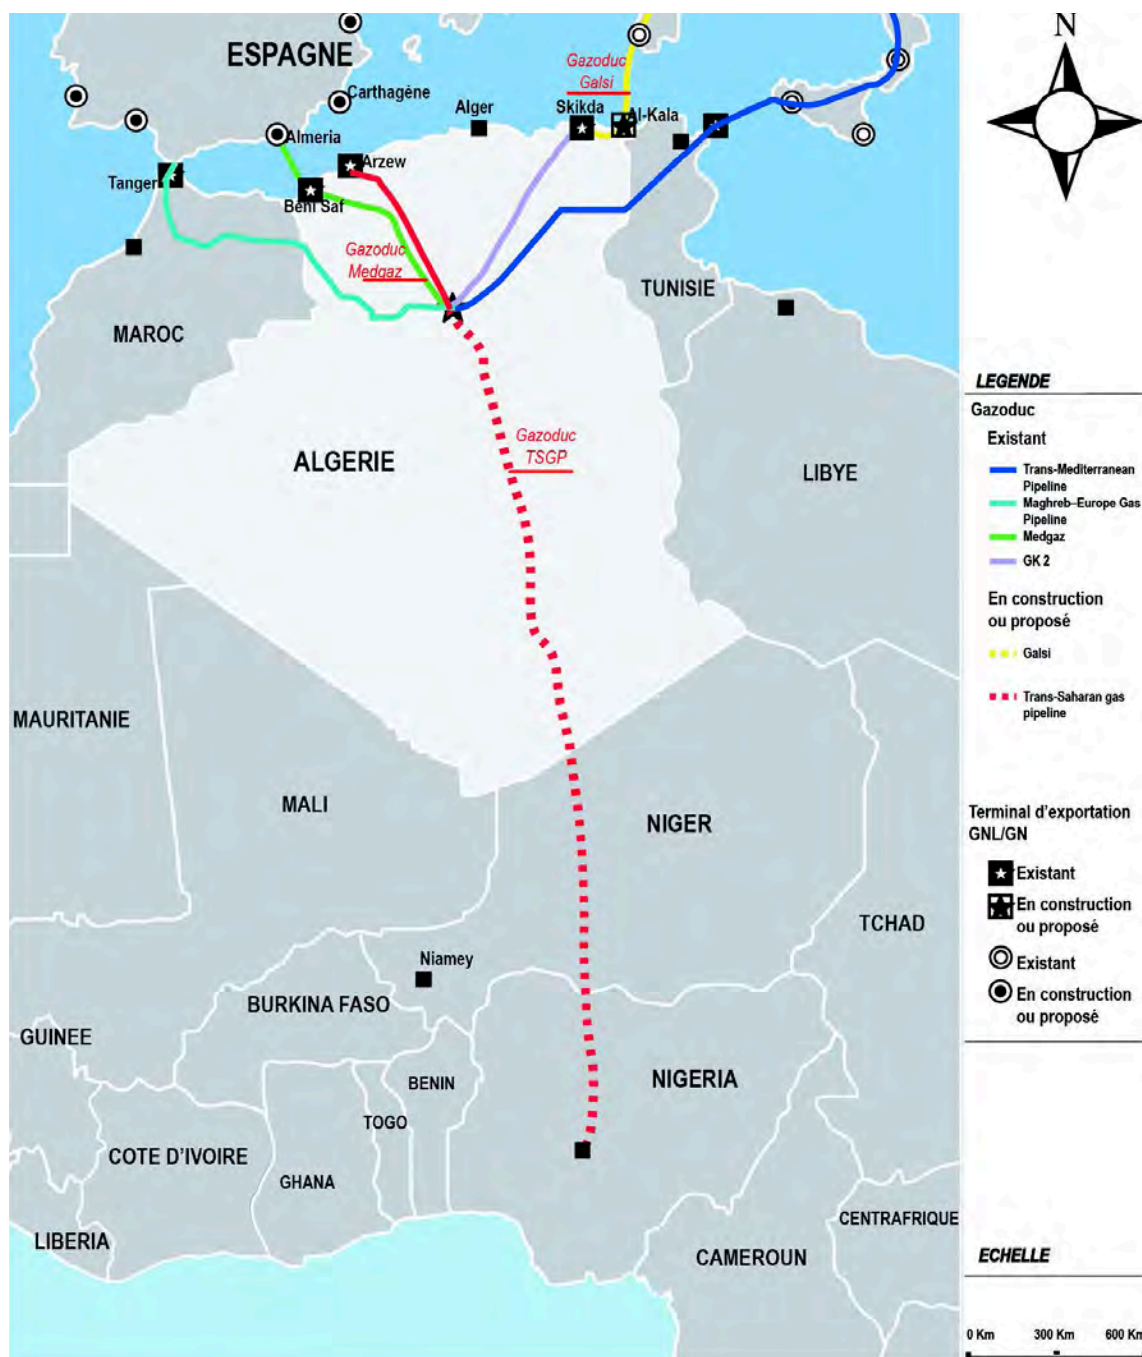 N
ESPAGNE
Gazoduc
Galsi
Carthagène
Alger
Skikda
Al-Kala
Almeria
Arzew
Tanger
Beni Saf
Gazoduc
Medgaz
TUNISIE
MAROC
ALGERIE
Gazoduc
TSGP
LIBYE
MAURITANIE
MALI
NIGER
TCHAD
Niamey
BURKINA FASO
GUINEE
BENIN
NIGERIA
TOGO
COTE D'IVOIRE
GHANA
LIBERIA
CENTRAFRIQUE
CAMEROUN
LEGENDE
Gazoduc
Existant
Trans-Mediterranean
Pipeline
Maghreb–Europe Gas
Pipeline
Medgaz
GK 2
En construction
ou proposé
Galsi
Trans-Saharan gas
pipeline
Terminal d'exportation
GNL/GN
Existant
En construction
ou proposé
Existant
En construction
ou proposé
ECHELLE
0 Km 300 Km 600 Km